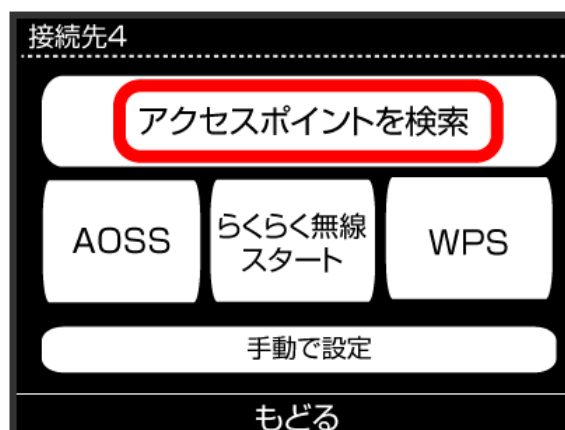 接続先4
アクセスポイントを検索
AOSS
らくらく無線
スタート
WPS
手動で設定
もどる